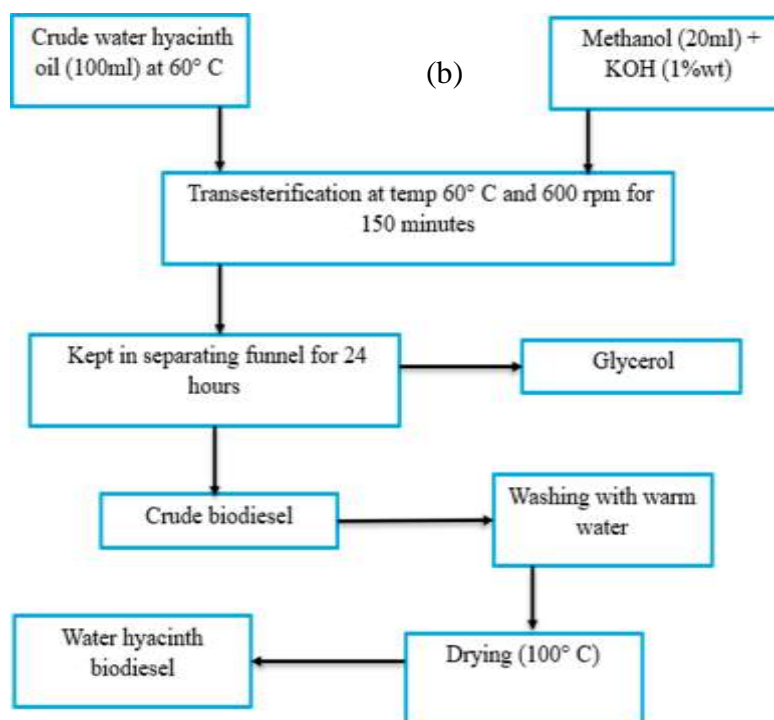 Crude water hyacinth
oil (100ml) at 60° C
(b)
Methanol (20ml) +
KOH (1%wt)
Transesterification at temp 60° C and 600 rpm for
150 minutes
Kept in separating funnel for 24
hours
Glycerol
Crude biodiesel
Washing with warm
water
Water hyacinth
biodiesel
Drying (100° C)